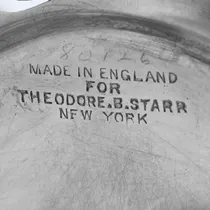 MADE IN ENGLAND
FOR
THEODORE.B.STARR
NEW YORK